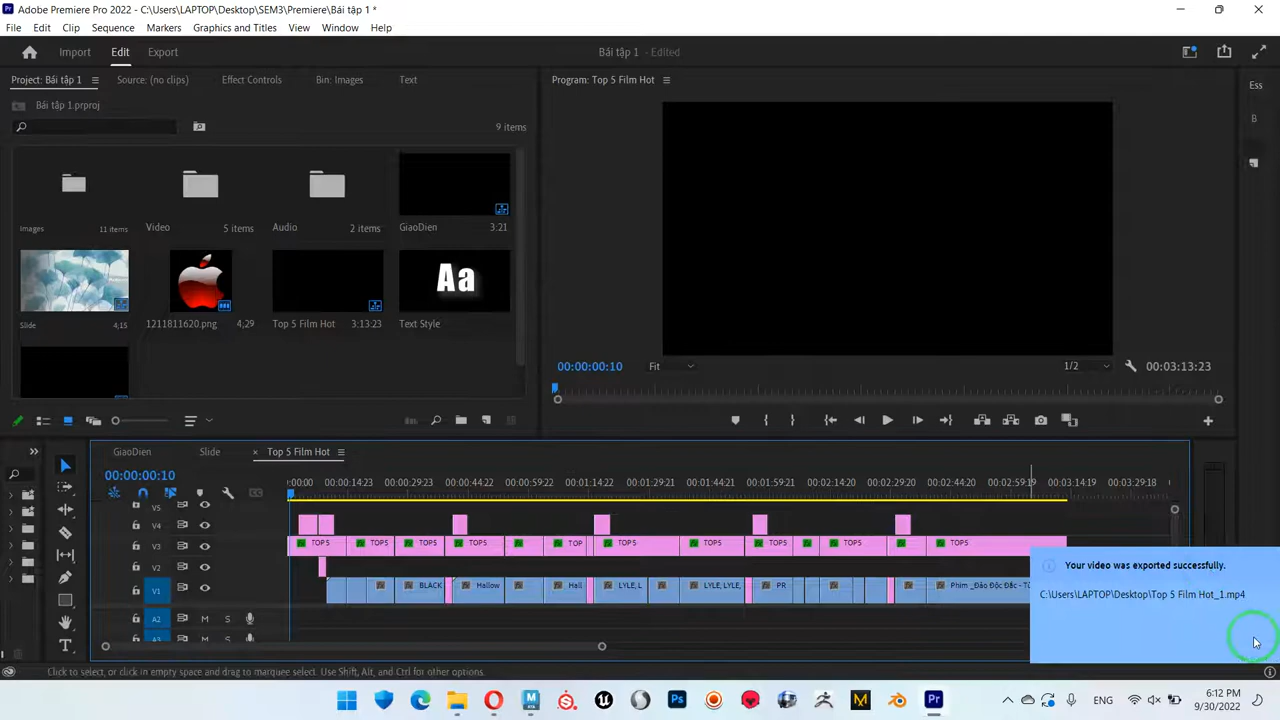 Adobe Premiere Pro 2022 - C:\Users\LAPTOP\Desktop\SEM3\Premiere\Bài tập 1 *
File Edit Clip Sequence Markers Graphics and Titles View Window Help
Import Edit Export
Bài tập 1 - Edited
Project: Bài tập 1 Source: (no clips) Effect Controls Bin: Images Text
Program: Top 5 Film Hot
Ess
Bài tập 1.prproj
B
9 items
Images 11 items
Video 5 items
Audio 2 items
GiaoDien 3:21
Aa
Slide 4,15
1211811620.png 4,29
Top 5 Film Hot 3:13:23
Text Style
00:00:00:10 Fit 1/2 00:03:13:23
GiaoDien Slide × Top 5 Film Hot
00:00:00:10
:00:00 00:00:14:23 00:00:29:23 00:00:44:22 00:00:59:22 00:01:14:22 00:01:29:21 00:01:44:21 00:01:59:21 00:02:14:20 00:02:29:20 00:02:44:20 00:02:59:19 00:03:14:19 00:03:29:18
V5
V4
V3 TOP 5 TOP5 TOP5 TOP5 TOP TOP5 TOP5 TOP5 TOP5 TOP5
V2
V1 BLACK Hallow Hall LYLE, L LYLE, LYLE, PR Phim _Đảo Độc Đắc - Tử
A2 M S
A3 M S
Your video was exported successfully.
C:\Users\LAPTOP\Desktop\Top 5 Film Hot_1.mp4
Click to select, or click in empty space and drag to marquee select. Use Shift, Alt, and Ctrl for other options.
Ps
M
Pr
ENG
6:12 PM
9/30/2022